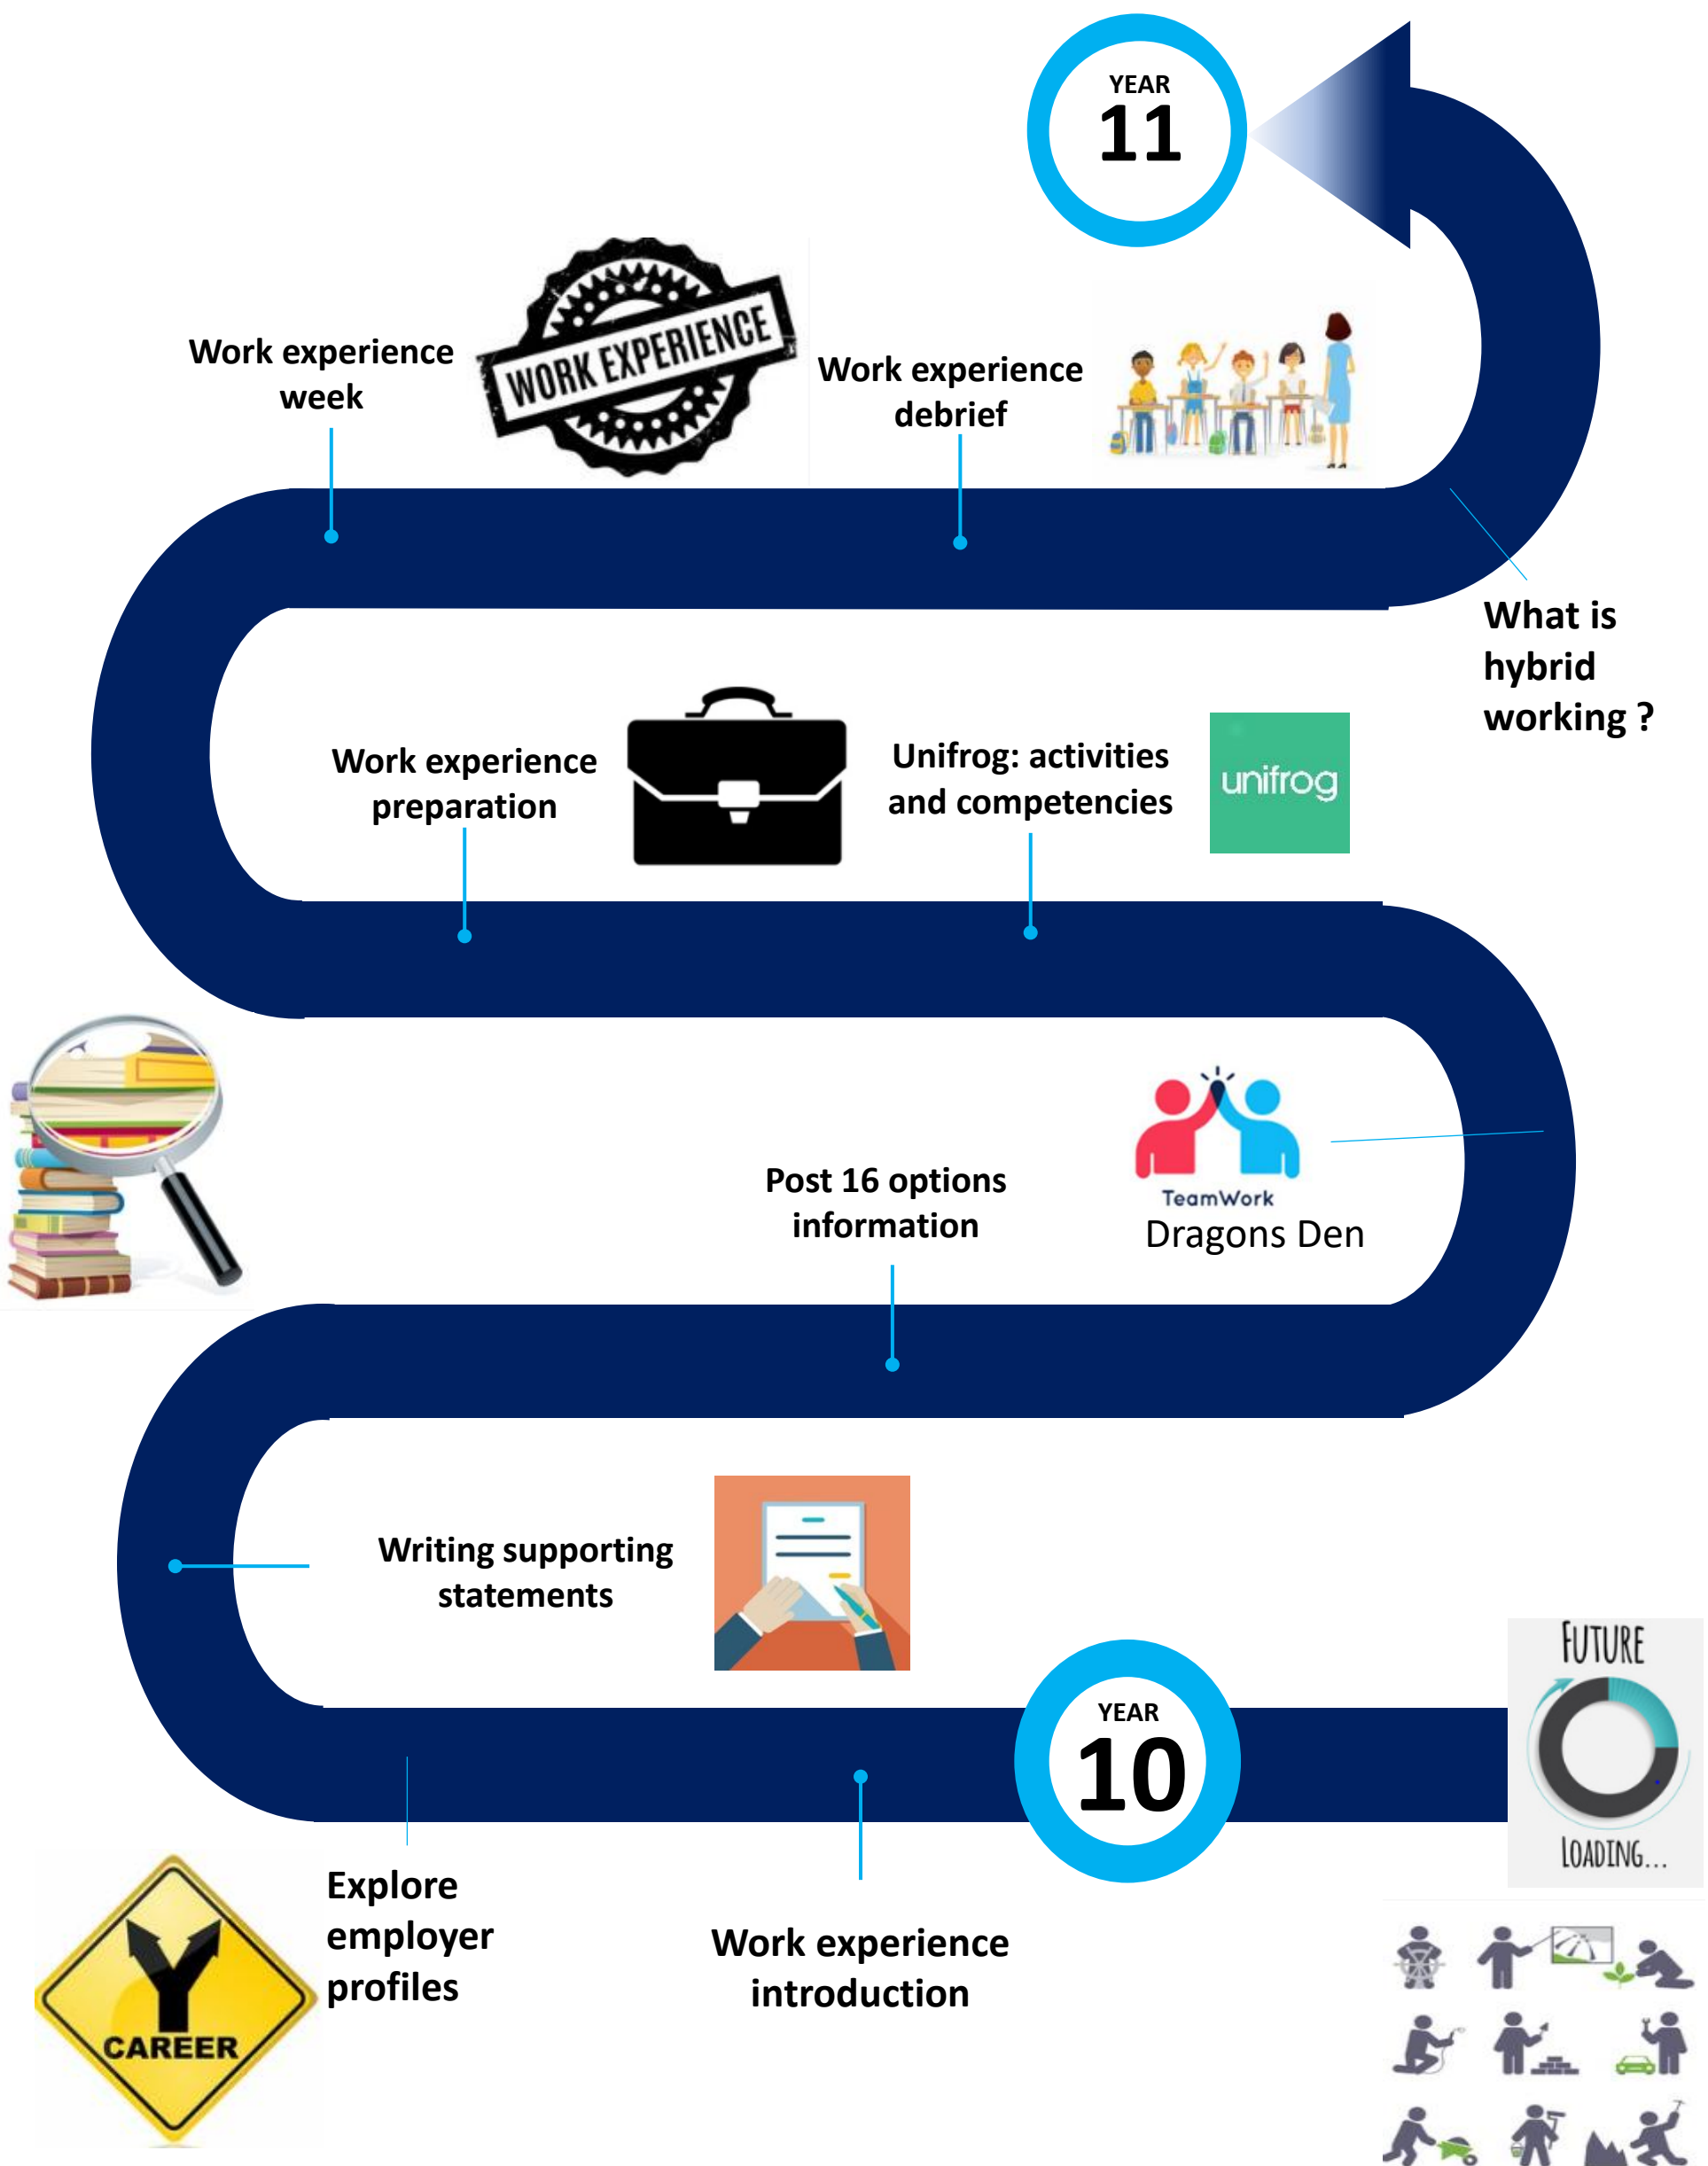 YEAR
11
WORK EXPERIENCE
Work experience
week
Work experience
debrief
What is
hybrid
working ?
Work experience
preparation
Unifrog: activities
and competencies
unifrog
Post 16 options
information
TeamWork
Dragons Den
Writing supporting
statements
FUTURE
LOADING...
YEAR
10
Explore
employer
profiles
CAREER
Work experience
introduction